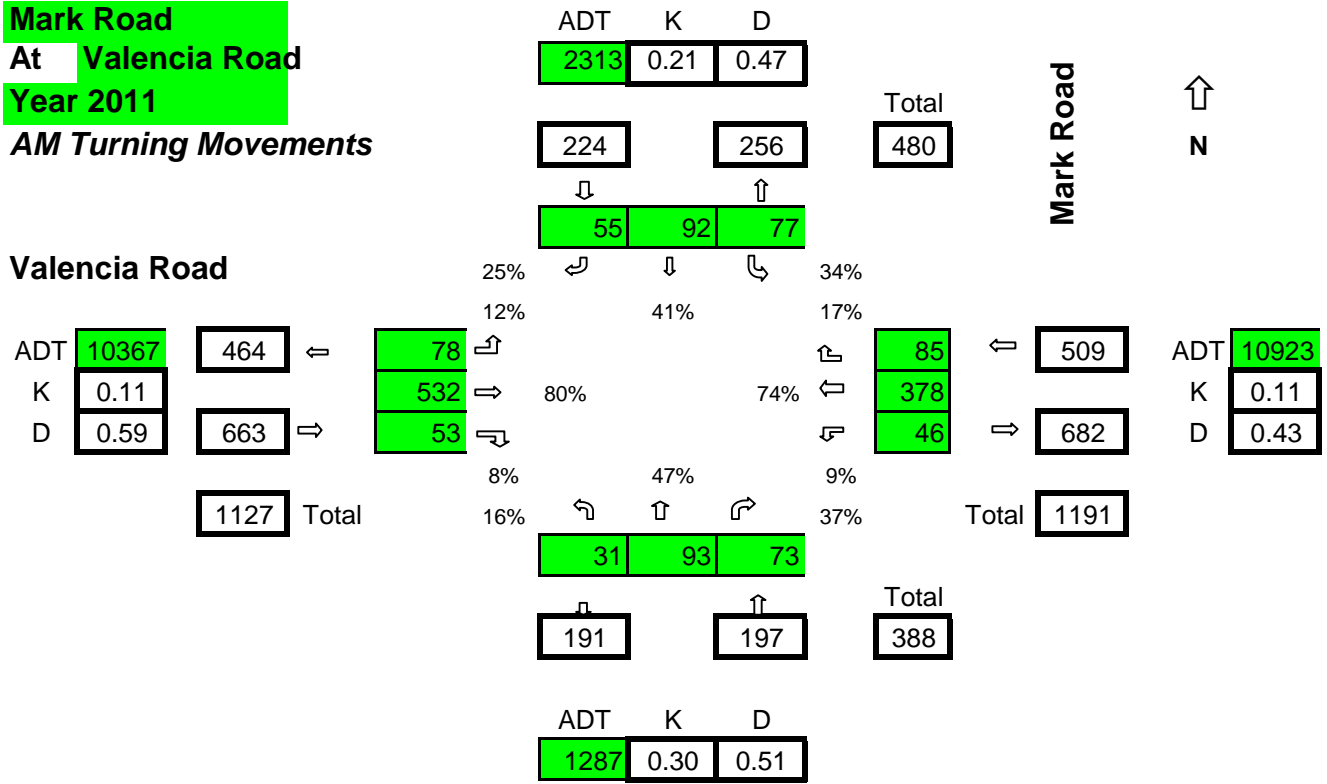 Mark Road
At Valencia Road
Year 2011
AM Turning Movements
ADT K D
2313 0.21 0.47
Total
224 256 480
Mark Road
N
55 92 77
Valencia Road
25% 34%
12% 41% 17%
ADT 10367 464 78 85 509 ADT 10923
K 0.11 532 80% 74% 378 K 0.11
D 0.59 663 53 46 682 D 0.43
8% 47% 9%
1127 Total 16% 37% Total 1191
31 93 73
Total
191 197 388
ADT K D
1287 0.30 0.51